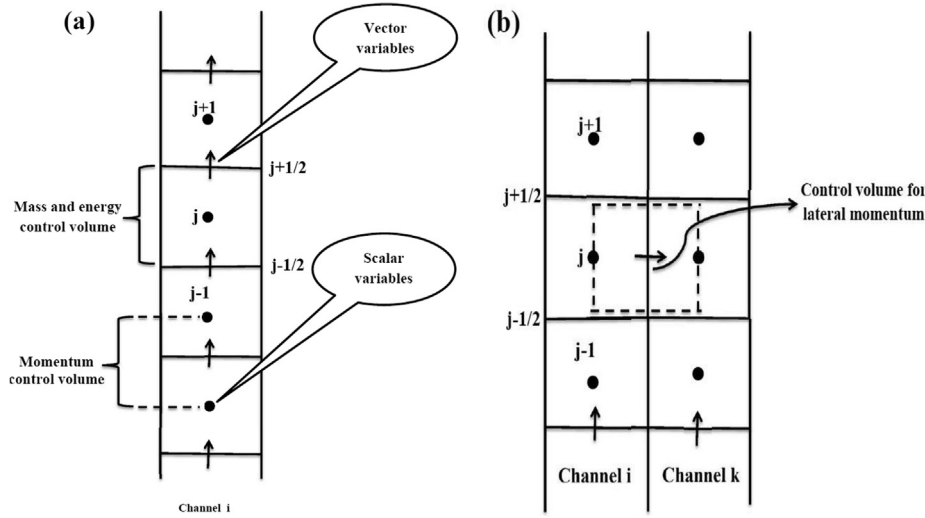 (a)
Vector
variables
j+1
j+1/2
Mass and energy
control volume
j
j-1/2
Scalar
variables
j-1
Momentum
control volume
Channel i
(b)
j+1
j+1/2
Control volume for
lateral momentum
j
j-1/2
j-1
Channel i
Channel k